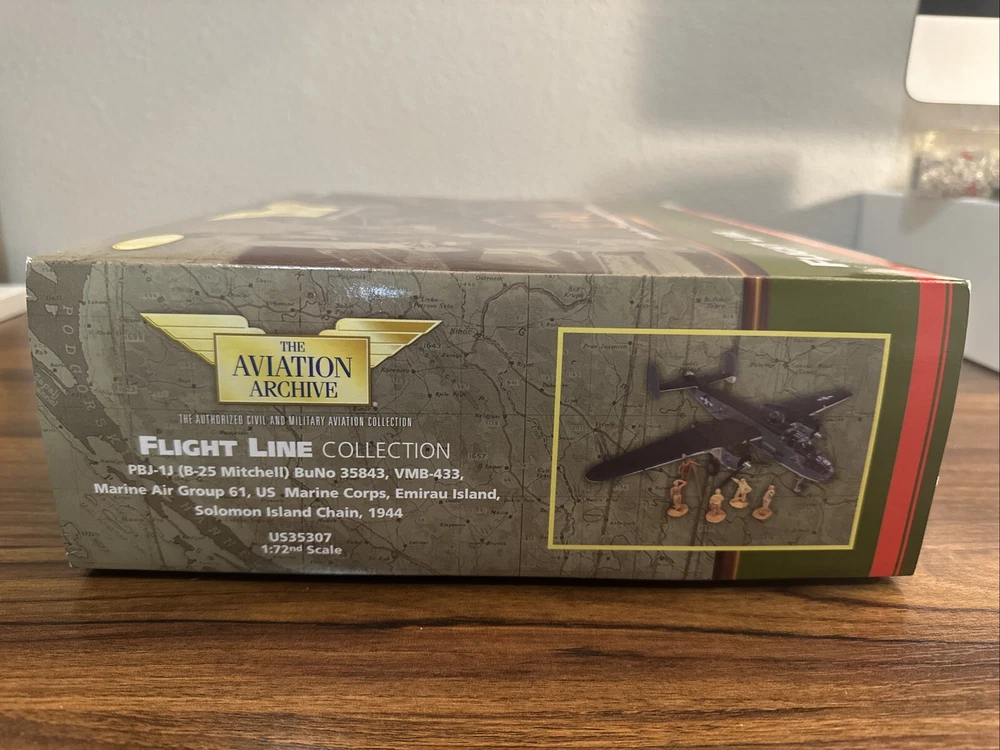 THE
AVIATION
ARCHIVE
THE AUTHORIZED CIVIL AND MILITARY AVIATION COLLECTION
FLIGHT LINE COLLECTION
PBJ-1J (B-25 Mitchell) BuNo 35843, VMB-433,
Marine Air Group 61, US Marine Corps, Emirau Island,
Solomon Island Chain, 1944
US35307
1:72nd Scale